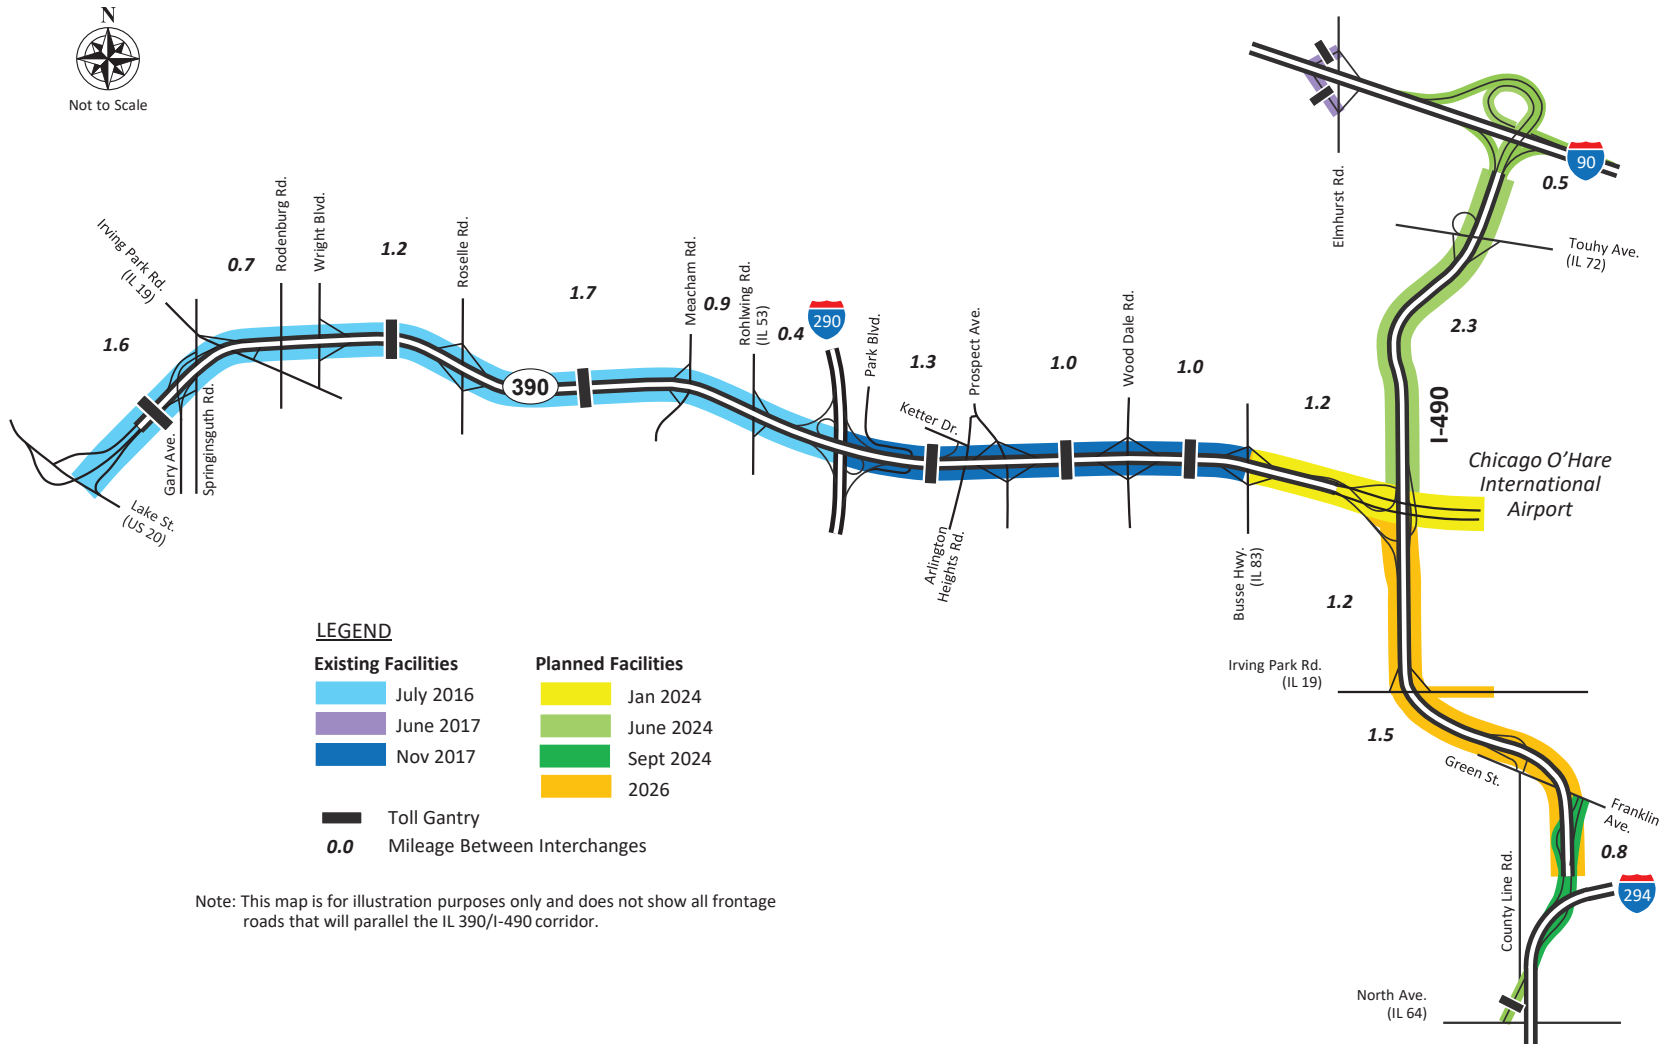 N
Not to Scale
Irving Park Rd.
(IL 19)
0.7
Rodenburg Rd.
Wright Blvd.
1.2
Roselle Rd.
1.6
1.7
Meacham Rd.
0.9
Rohlwing Rd.
(IL 53)
0.4
290
Park Blvd.
1.3
Prospect Ave.
1.0
Wood Dale Rd.
1.0
1.2
Elmhurst Rd.
90
0.5
Touhy Ave.
(IL 72)
2.3
I-490
390
Ketter Dr.
Gary Ave.
Springinsguth Rd.
Lake St.
(US 20)
Arlington
Heights Rd.
Busse Hwy.
(IL 83)
Chicago O’Hare
International
Airport
1.2
Irving Park Rd.
(IL 19)
1.5
Green St.
Franklin
Ave.
0.8
County Line Rd.
294
North Ave.
(IL 64)
LEGEND
Existing Facilities
July 2016
June 2017
Nov 2017
Planned Facilities
Jan 2024
June 2024
Sept 2024
2026
Toll Gantry
0.0 Mileage Between Interchanges
Note: This map is for illustration purposes only and does not show all frontage
roads that will parallel the IL 390/I-490 corridor.